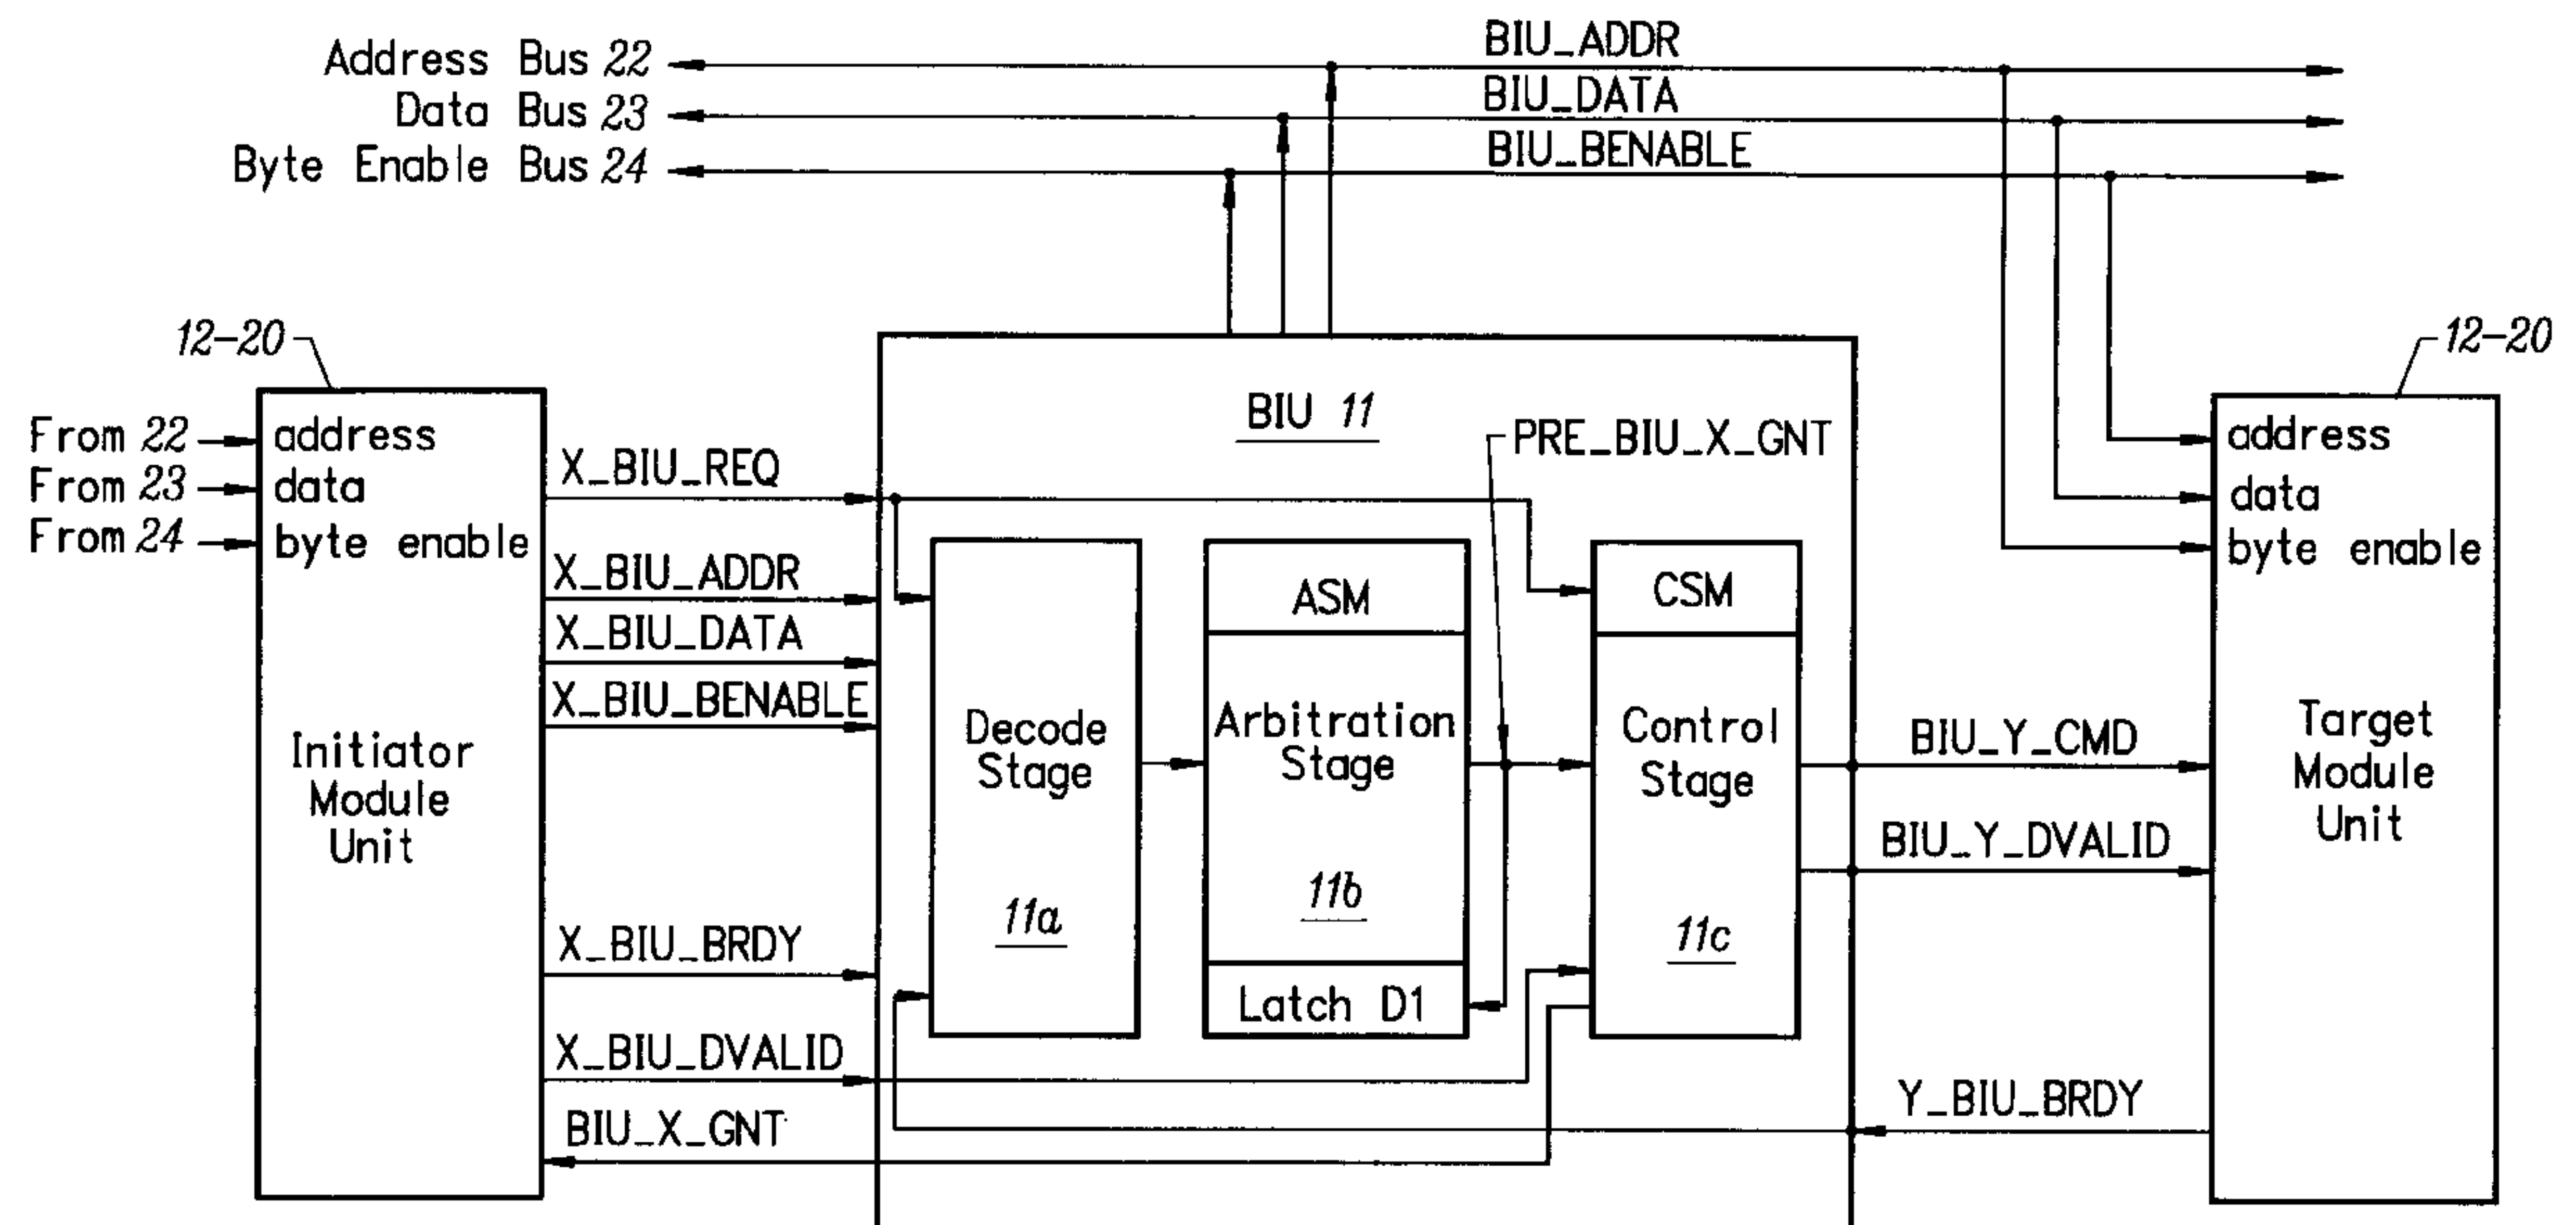 Address Bus 22
Data Bus 23
Byte Enable Bus 24
BIU_ADDR
BIU_DATA
BIU_BENABLE
12-20
From 22
From 23
From 24
address
data
byte enable
Initiator
Module
Unit
X_BIU_REQ
X_BIU_ADDR
X_BIU_DATA
X_BIU_BENABLE
X_BIU_BRDY
X_BIU_DVALID
BIU_X_GNT
BIU 11
PRE_BIU_X_GNT
Decode
Stage
11a
ASM
Arbitration
Stage
11b
Latch D1
CSM
Control
Stage
11c
BIU_Y_CMD
BIU_Y_DVALID
Y_BIU_BRDY
12-20
address
data
byte enable
Target
Module
Unit